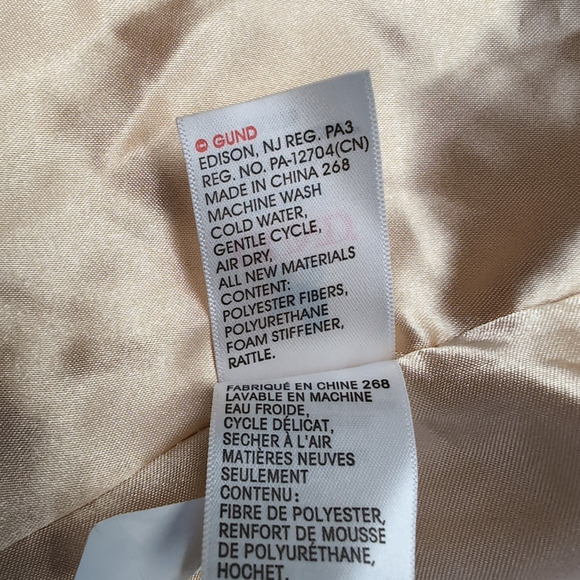 © GUND
EDISON, NJ REG. PA3
REG. NO. PA-12704(CN)
MADE IN CHINA 268
MACHINE WASH
COLD WATER,
GENTLE CYCLE,
AIR DRY,
ALL NEW MATERIALS
CONTENT:
POLYESTER FIBERS,
POLYURETHANE
FOAM STIFFENER,
RATTLE.
FABRIQUÉ EN CHINE 268
LAVABLE EN MACHINE
EAU FROIDE,
CYCLE DÉLICAT,
SECHER À L'AIR
MATIÈRES NEUVES
SEULEMENT
CONTENU:
FIBRE DE POLYESTER,
RENFORT DE MOUSSE
DE POLYURÉTHANE,
HOCHET.